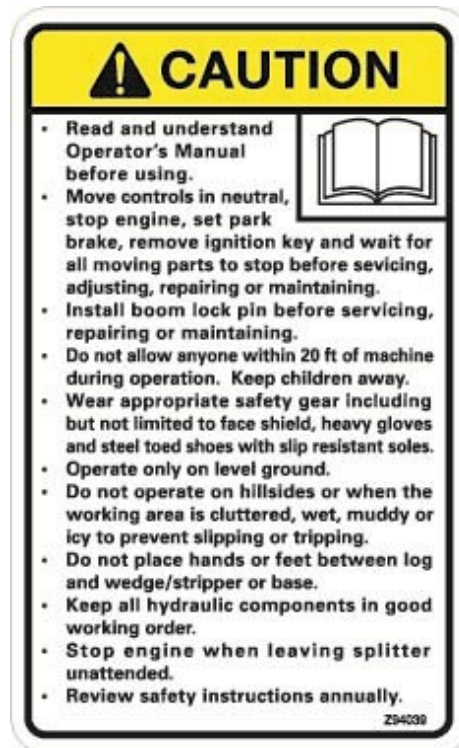 CAUTION
• Read and understand
Operator's Manual
before using.
• Move controls in neutral,
stop engine, set park
brake, remove ignition key and wait for
all moving parts to stop before sevicing,
adjusting, repairing or maintaining.
• Install boom lock pin before servicing,
repairing or maintaining.
• Do not allow anyone within 20 ft of machine
during operation. Keep children away.
• Wear appropriate safety gear including
but not limited to face shield, heavy gloves
and steel toed shoes with slip resistant soles.
• Operate only on level ground.
• Do not operate on hillsides or when the
working area is cluttered, wet, muddy or
icy to prevent slipping or tripping.
• Do not place hands or feet between log
and wedge/stripper or base.
• Keep all hydraulic components in good
working order.
• Stop engine when leaving splitter
unattended.
• Review safety instructions annually.
Z94039